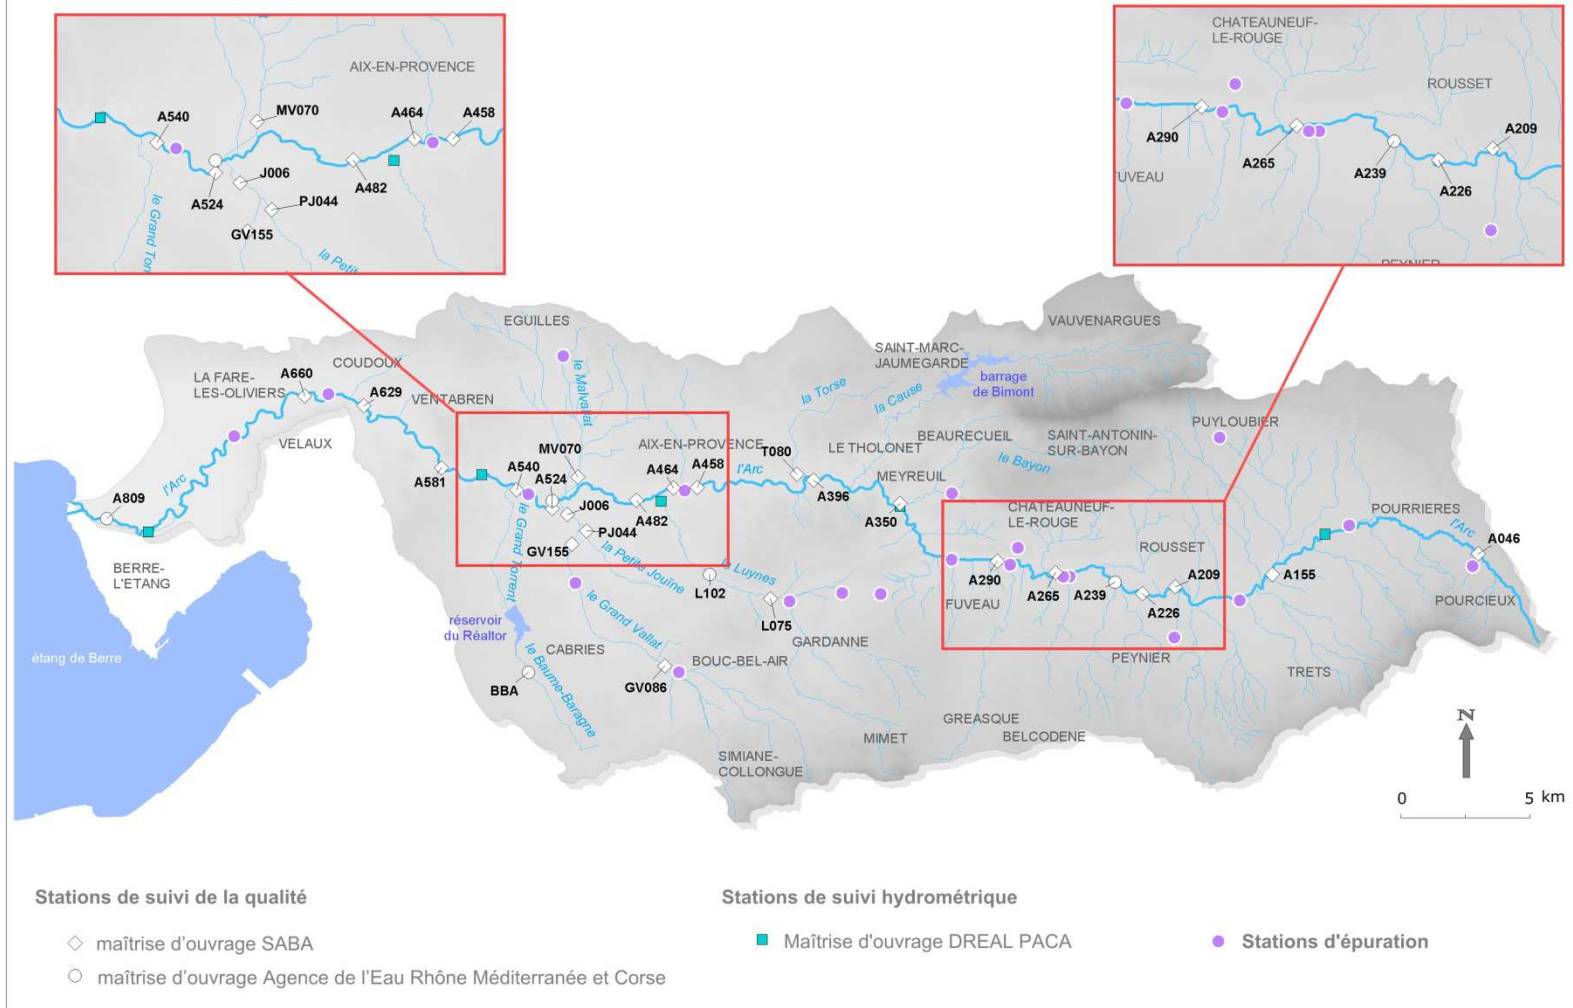 AIX-EN-PROVENCE
MV070
A540
A464
A458
J006
A524
A482
PJ044
GV155
le Grand Torr
la Petit
CHATEAUNEUF-
LE-ROUGE
ROUSSET
A290
A209
A265
A239
A226
FUVEAU
PEYNIER
EGUILLES
VAUVENARGUES
SAINT-MARC-
JAUMEGARDE
barrage
de Bimont
COUDOUX
LA FARE-
LES-OLIVIERS
A660
A629
VENTABREN
le Malvallat
la Torse
la Cause
VELAUX
PUYLOUBIER
SAINT-ANTONIN-
SUR-BAYON
BEAURECUEIL
le Bayon
LE THOLONET
AIX-EN-PROVENCE
T080
MV070
A540
A524
A464
A458
l'Arc
A396
MEYREUIL
A581
l'Arc
A809
J006
A482
PJ044
GV155
A350
CHATEAUNEUF-
LE-ROUGE
POURRIERES
l'Arc
A046
ROUSSET
le Grand Torrent
la Petite Jouïne
la Luynes
L102
A290
A265
A239
A209
A226
A155
FUVEAU
BERRE-
L'ETANG
L075
GARDANNE
POURCIEUX
réservoir
du Réaltor
le Grand Vallat
étang de Berre
CABRIES
BOUC-BEL-AIR
PEYNIER
TRETS
BBA
GV086
le Baume-Baragne
GREASQUE
BELCODENE
MIMET
SIMIANE-
COLLONGUE
N
0 5 km
Stations de suivi de la qualité
maîtrise d'ouvrage SABA
maîtrise d'ouvrage Agence de l'Eau Rhône Méditerranée et Corse
Stations de suivi hydrométrique
Maîtrise d'ouvrage DREAL PACA
Stations d'épuration